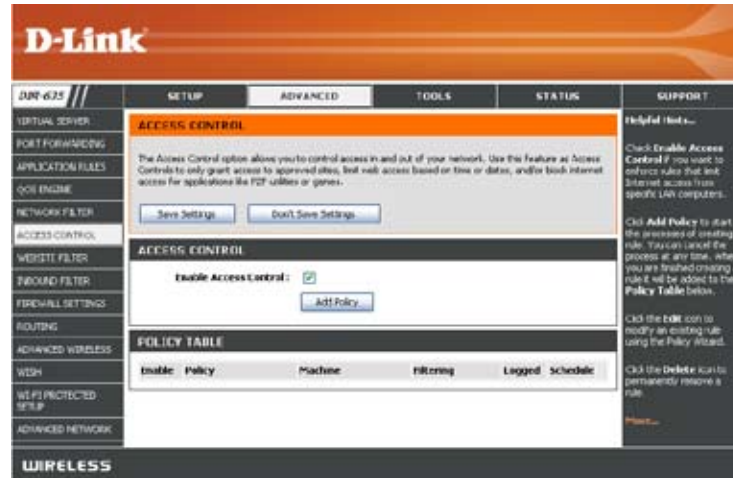 D-Link
DIR-635
SETUP
ADVANCED
TOOLS
STATUS
SUPPORT
VIRTUAL SERVER
PORT FORWARDING
APPLICATION RULES
QOS ENGINE
NETWORK FILTER
ACCESS CONTROL
WEBSITE FILTER
INBOUND FILTER
FIREWALL SETTINGS
ROUTING
ADVANCED WIRELESS
WISH
WI-FI PROTECTED
SETUP
ADVANCED NETWORK
ACCESS CONTROL
The Access Control option allows you to control access in and out of your network. Use this feature as Access
Controls to only grant access to approved sites, limit web access based on time or dates, and/or block internet
access for applications like P2P utilities or games.
Save Settings
Don't Save Settings
ACCESS CONTROL
Enable Access Control :
Add Policy
POLICY TABLE
Enable Policy Machine Filtering Logged Schedule
Helpful Hints...
Check Enable Access
Control if you want to
enforce rules that limit
Internet access from
specific LAN computers.
Click Add Policy to start
the processes of creating
rule. You can cancel the
process at any time. Whe
you are finished creating
rule it will be added to the
Policy Table below.
Click the Edit icon to
modify an existing rule
using the Policy Wizard.
Click the Delete icon to
permanently remove a
rule.
More...
WIRELESS